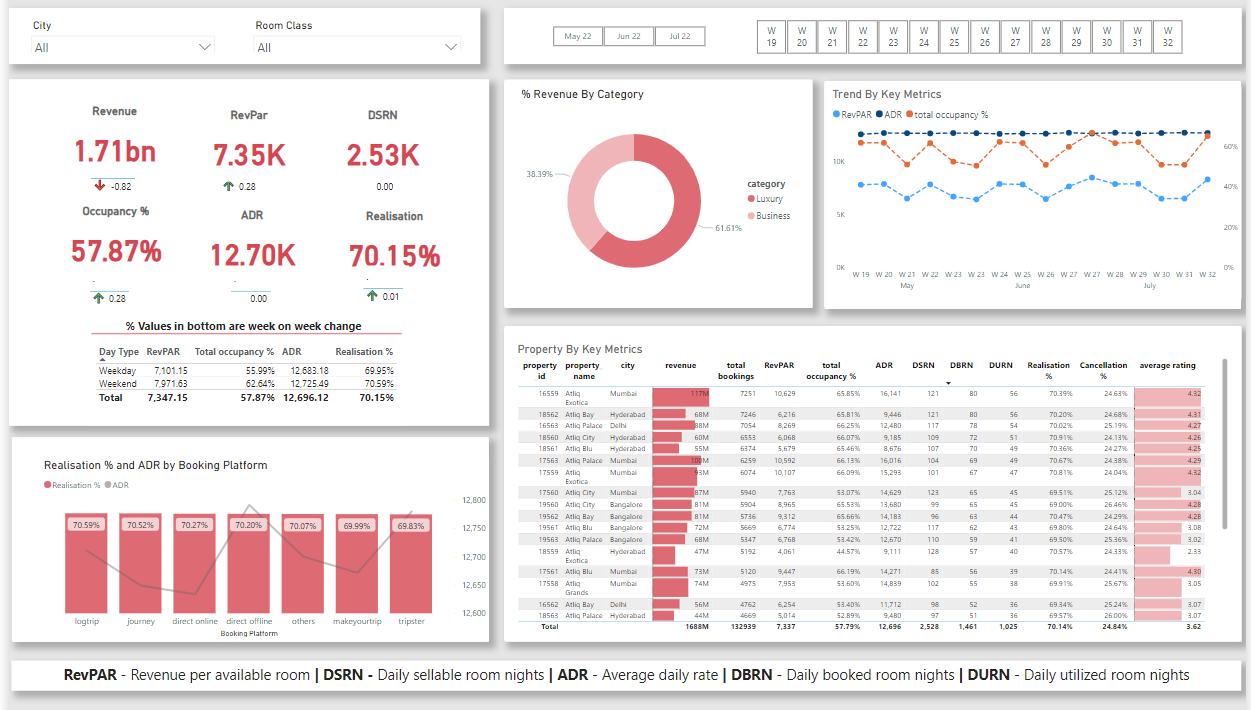 City
Room Class
All
All
May 22
Jun 22
Jul 22
W 19
W 20
W 21
W 22
W 23
W 24
W 25
W 26
W 27
W 28
W 29
W 30
W 31
W 32
Revenue
RevPar
DSRN
1.71bn
7.35K
2.53K
-0.82
0.28
0.00
Occupancy %
ADR
Realisation
57.87%
12.70K
70.15%
0.28
0.00
0.01
% Values in bottom are week on week change
Day Type RevPAR Total occupancy % ADR Realisation %
Weekday 7,101.15 55.99% 12,683.18 69.95%
Weekend 7,971.63 62.64% 12,725.49 70.59%
Total 7,347.15 57.87% 12,696.12 70.15%
% Revenue By Category
38.39%
61.61%
category
Luxury
Business
Trend By Key Metrics
RevPAR ADR total occupancy %
10K
5K
0K
60%
40%
20%
0%
W 19 W 20 W 21 W 22 W 23 W 23 W 24 W 25 W 26 W 27 W 27 W 28 W 29 W 30 W 31 W 32
May June July
Realisation % and ADR by Booking Platform
Realisation % ADR
12,800
12,750
12,700
12,650
12,600
70.59% 70.52% 70.27% 70.20% 70.07% 69.99% 69.83%
logtrip journey direct online direct offline others makeyourtrip tripster
Booking Platform
Property By Key Metrics
property id property name city revenue total bookings RevPAR total occupancy % ADR DSRN DBRN DURN Realisation % Cancellation % average rating
16559 Atliq Exotica Mumbai 117M 7251 10,629 65.85% 16,141 121 80 56 70.39% 24.63% 4.32
18562 Atliq Bay Hyderabad 68M 7246 6,216 65.81% 9,446 121 80 56 70.20% 24.68% 4.31
16563 Atliq Palace Delhi 88M 7054 8,269 66.25% 12,480 117 78 54 70.02% 25.19% 4.27
18560 Atliq City Hyderabad 60M 6553 6,068 66.07% 9,185 109 72 51 70.91% 24.13% 4.26
18561 Atliq Blu Hyderabad 55M 6374 5,679 65.46% 8,676 107 70 49 70.36% 24.27% 4.25
17563 Atliq Palace Mumbai 100M 6259 10,592 66.13% 16,016 104 69 49 70.67% 24.38% 4.29
17559 Atliq Exotica Mumbai 93M 6074 10,107 66.09% 15,293 101 67 47 70.81% 24.04% 4.32
17560 Atliq City Mumbai 87M 5940 7,763 53.07% 14,629 123 65 45 69.51% 25.12% 3.04
19560 Atliq City Bangalore 81M 5904 8,965 65.53% 13,680 99 65 45 69.00% 26.46% 4.28
19562 Atliq Bay Bangalore 81M 5736 9,312 65.66% 14,183 96 63 44 70.47% 24.29% 4.28
19561 Atliq Blu Bangalore 72M 5669 6,774 53.25% 12,722 117 62 43 69.80% 24.64% 3.08
19563 Atliq Palace Bangalore 68M 5347 6,768 53.42% 12,670 110 59 41 69.50% 25.36% 3.02
18559 Atliq Exotica Hyderabad 47M 5192 4,061 44.57% 9,111 128 57 40 70.57% 24.33% 2.33
17561 Atliq Blu Mumbai 73M 5120 9,447 66.19% 14,271 85 56 39 70.14% 24.41% 4.30
17558 Atliq Grands Mumbai 74M 4975 7,953 53.60% 14,839 102 55 38 69.91% 25.67% 3.05
16562 Atliq Bay Delhi 56M 4762 6,254 53.40% 11,712 98 52 36 69.34% 25.24% 3.07
18563 Atliq Palace Hyderabad 44M 4669 5,014 52.89% 9,480 97 51 36 69.57% 26.00% 3.07
Total 1688M 132939 7,337 57.79% 12,696 2,528 1,461 1,025 70.14% 24.84% 3.62
RevPAR - Revenue per available room | DSRN - Daily sellable room nights | ADR - Average daily rate | DBRN - Daily booked room nights | DURN - Daily utilized room nights